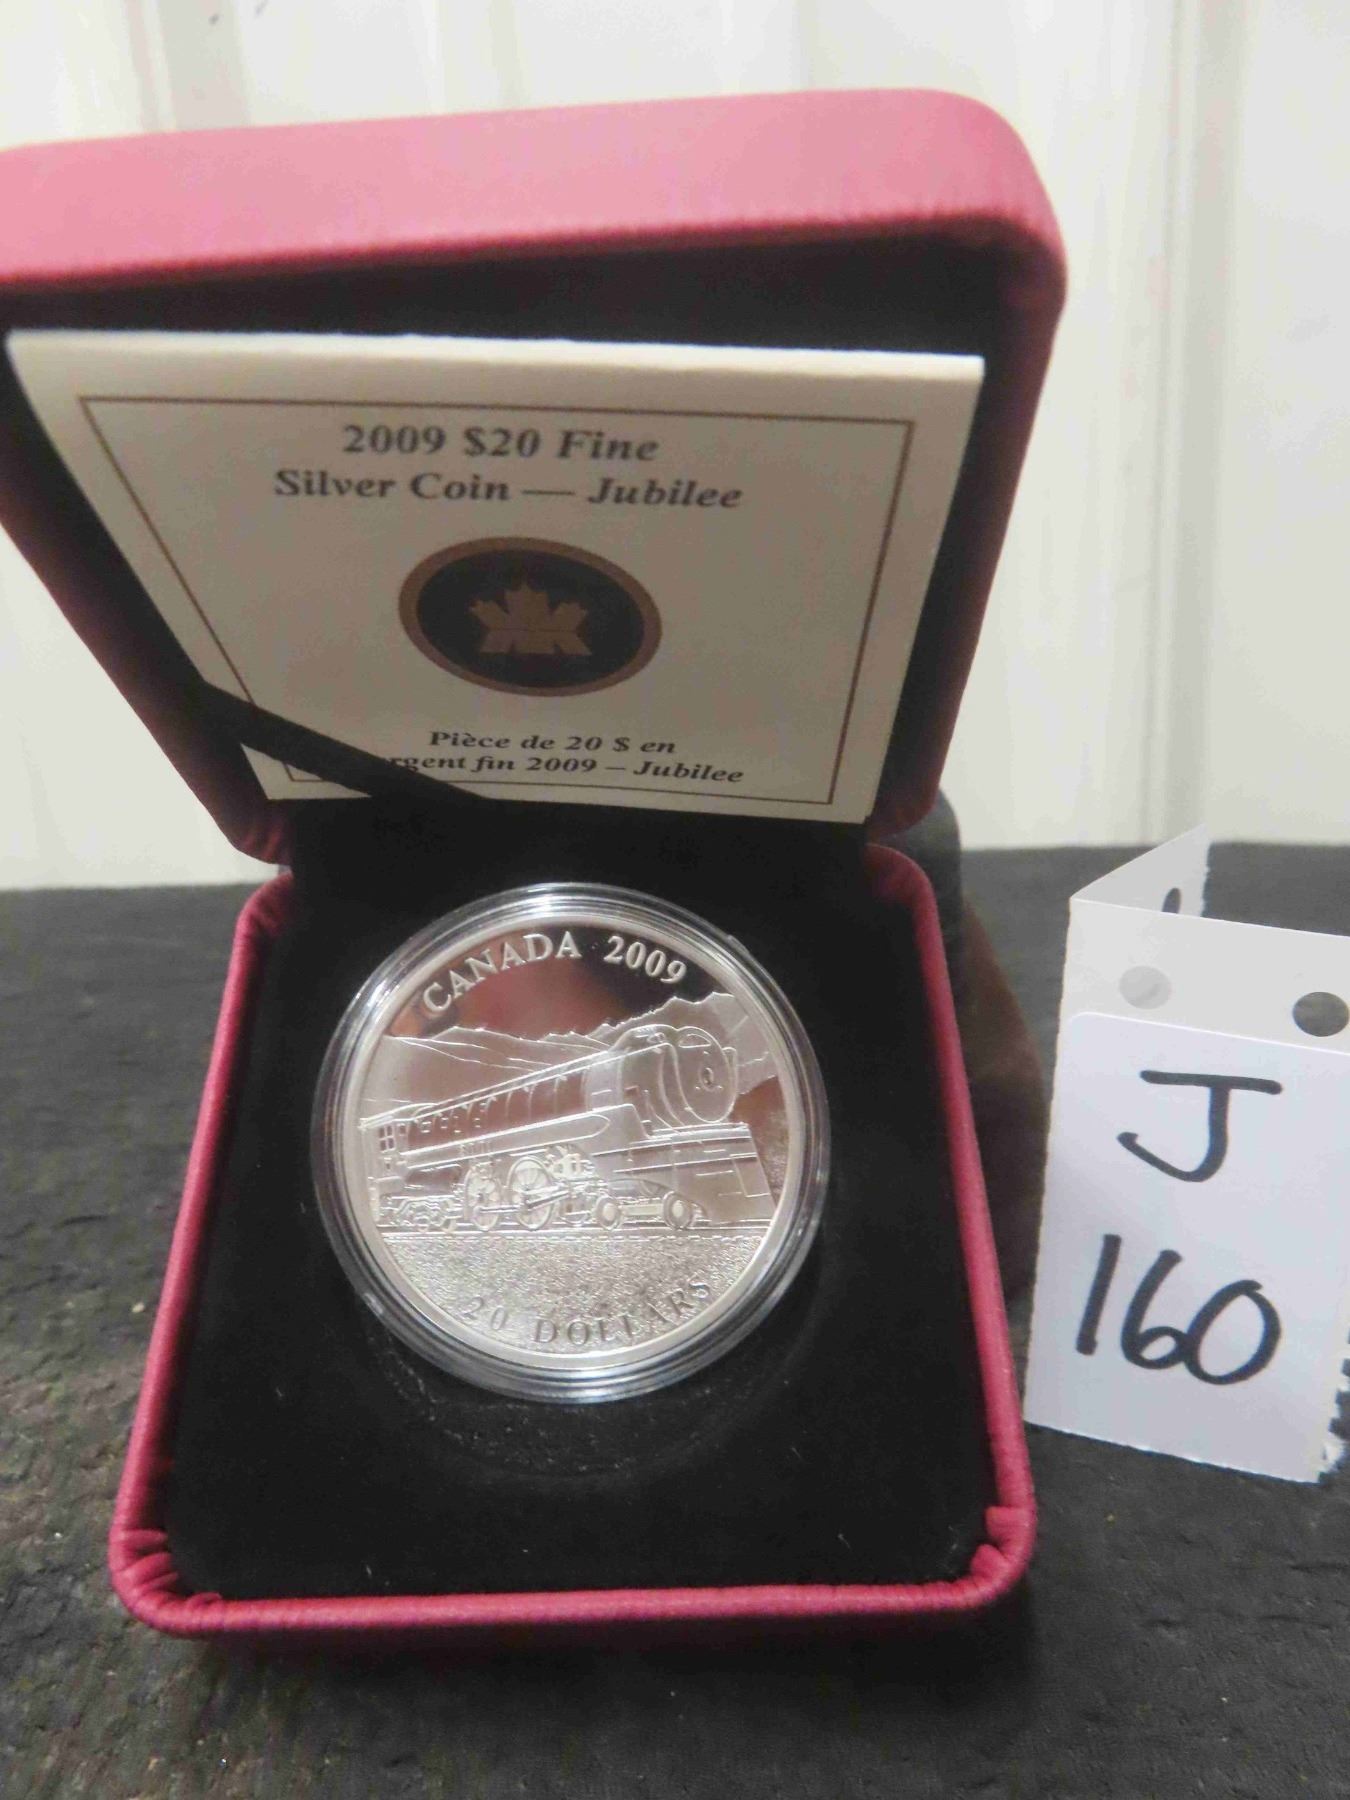 2009 $20 Fine
Silver Coin — Jubilee
Pièce de 20 $ en
rgent fin 2009 – Jubilee
CANADA 2009
20 DOLLARS
J
160